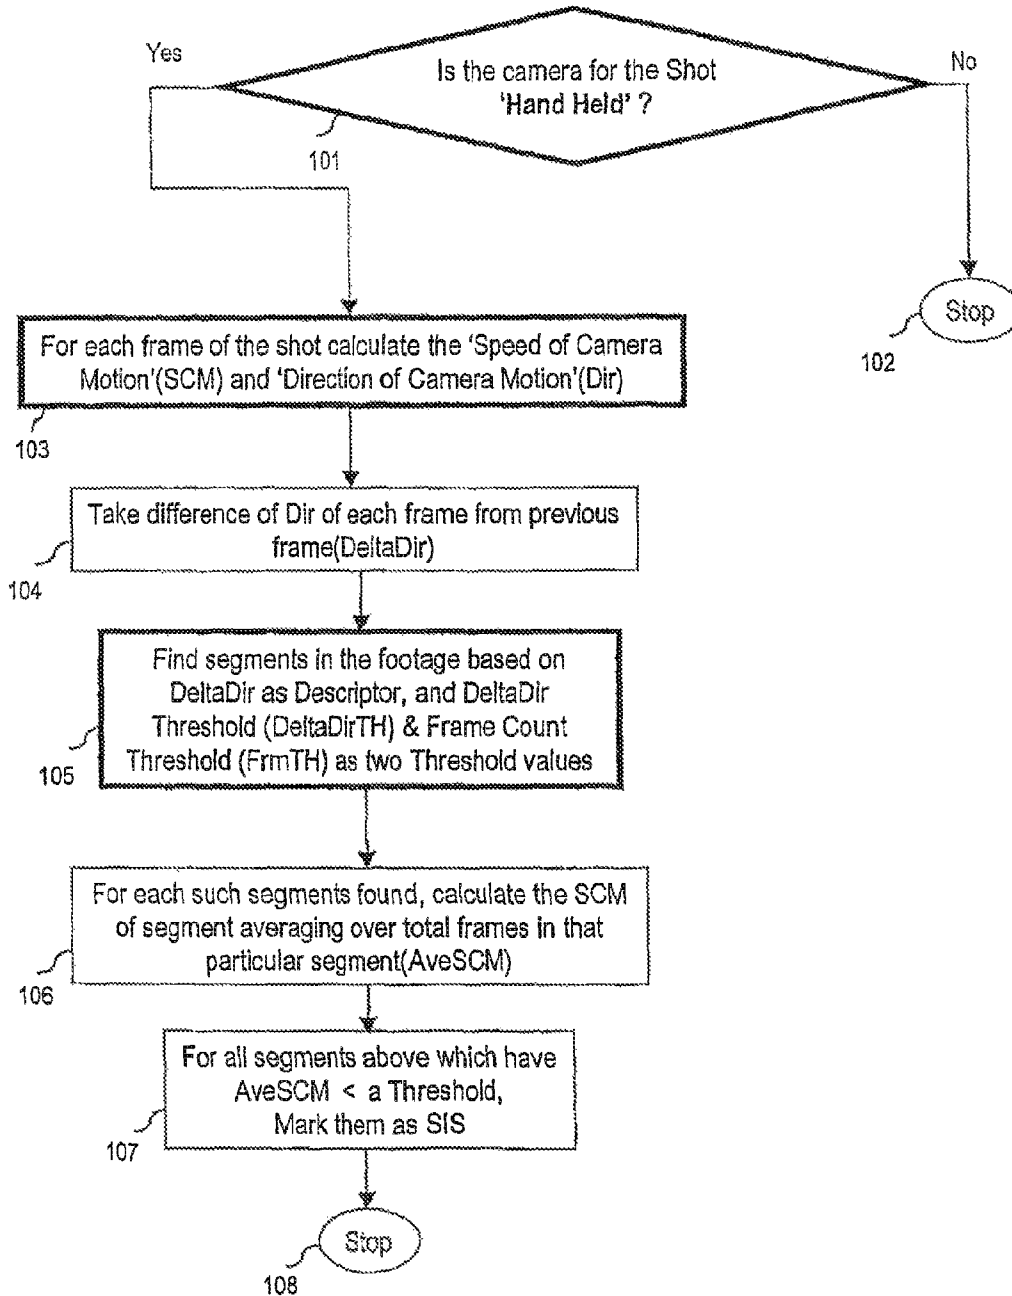 Yes
Is the camera for the Shot
'Hand Held' ?
No
101
Stop
102
For each frame of the shot calculate the 'Speed of Camera
Motion'(SCM) and 'Direction of Camera Motion'(Dir)
103
Take difference of Dir of each frame from previous
frame(DeltaDir)
104
Find segments in the footage based on
DeltaDir as Descriptor, and DeltaDir
Threshold (DeltaDirTH) & Frame Count
Threshold (FrmTH) as two Threshold values
105
For each such segments found, calculate the SCM
of segment averaging over total frames in that
particular segment(AveSCM)
106
For all segments above which have
AveSCM < a Threshold,
Mark them as SIS
107
Stop
108